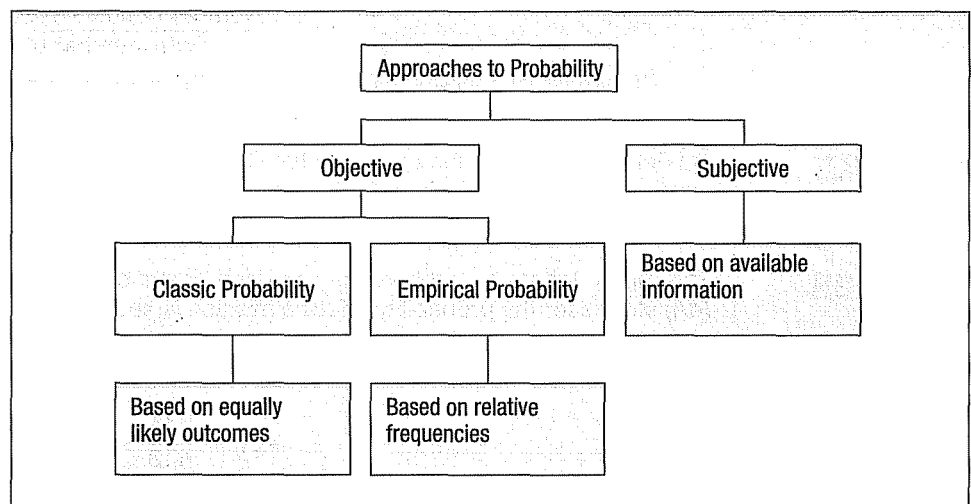 Approaches to Probability
Objective
Subjective
Classic Probability
Empirical Probability
Based on available
information
Based on equally
likely outcomes
Based on relative
frequencies